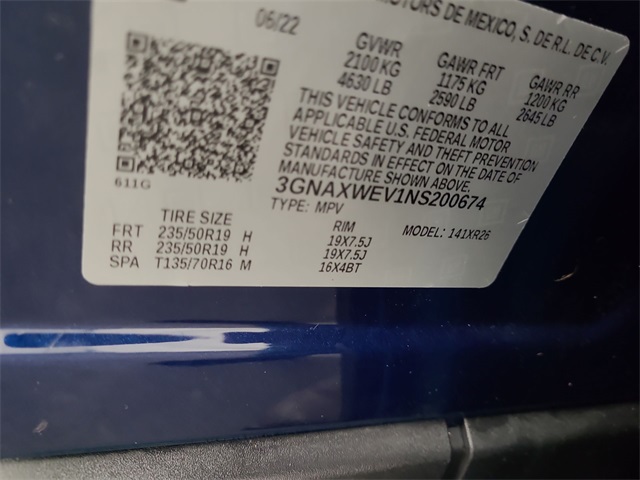 06/22
MOTORS DE MEXICO, S. DE R.L. DE C.V.
GVWR GAWR FRT GAWR RR
2100 KG 1175 KG 1200 KG
4630 LB 2590 LB 2645 LB
THIS VEHICLE CONFORMS TO ALL
APPLICABLE U.S. FEDERAL MOTOR
VEHICLE SAFETY AND THEFT PREVENTION
STANDARDS IN EFFECT ON THE DATE OF
MANUFACTURE SHOWN ABOVE.
611G
3GNAXWEV1NS200674
TYPE: MPV
MODEL: 141XR26
TIRE SIZE RIM
FRT 235/50R19 H 19X7.5J
RR 235/50R19 H 19X7.5J
SPA T135/70R16 M 16X4BT